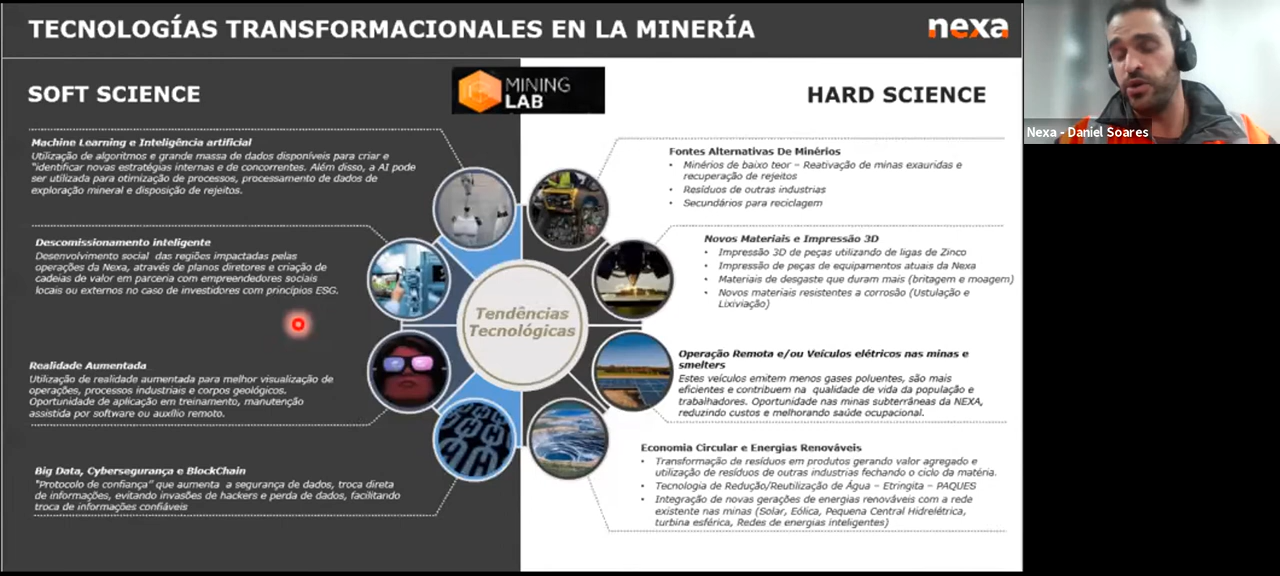 TECNOLOGÍAS TRANSFORMACIONALES EN LA MINERÍA
nexa
Nexa - Daniel Soares
MINING
LAB
SOFT SCIENCE
Machine Learning e Inteligência artificial
Utilização de algoritmos e grande massa de dados disponíveis para criar e
"identificar novas estratégias internas e de concorrentes. Além disso, a AI pode
ser utilizada para otimização de processos, processamento de dados de
exploração mineral e disposição de rejeitos.
Descomissionamento inteligente
Desenvolvimento social das regiões impactadas pelas
operações da Nexa, através de planos diretores e criação de
cadeias de valor em parceria com empreendedores sociais
locais ou externos no caso de investidores com princípios ESG.
Realidade Aumentada
Utilização de realidade aumentada para melhor visualização de
operações, processos industriais e corpos geológicos.
Oportunidade de aplicação em treinamento, manutenção
assistida por software ou auxílio remoto.
Big Data, Cybersegurança e BlockChain
"Protocolo de confiança" que aumenta a segurança de dados, troca direta
de informações, evitando invasões de hackers e perda de dados, facilitando
troca de informações confiáveis
Tendências
Tecnológicas
HARD SCIENCE
Fontes Alternativas De Minérios
• Minérios de baixo teor – Reativação de minas exauridas e
recuperação de rejeitos
• Resíduos de outras industrias
• Secundários para reciclagem
Novos Materiais e Impressão 3D
• Impressão 3D de peças utilizando de ligas de Zinco
• Impressão de peças de equipamentos atuais da Nexa
• Materiais de desgaste que duram mais (britagem e moagem)
• Novos materiais resistentes a corrosão (Ustulação e
Lixiviação)
Operação Remota e/ou Veículos elétricos nas minas e
smelters
Estes veículos emitem menos gases poluentes, são mais
eficientes e contribuem na qualidade de vida da população e
trabalhadores. Oportunidade nas minas subterrâneas da NEXA,
reduzindo custos e melhorando saúde ocupacional.
Economia Circular e Energias Renováveis
• Transformação de resíduos em produtos gerando valor agregado e
utilização de resíduos de outras industrias fechando o ciclo da matéria.
• Tecnologia de Redução/Reutilização de Água – Etringita – PAQUES
• Integração de novas gerações de energias renováveis com a rede
existente nas minas (Solar, Eólica, Pequena Central Hidrelétrica,
turbina esférica, Redes de energias inteligentes)